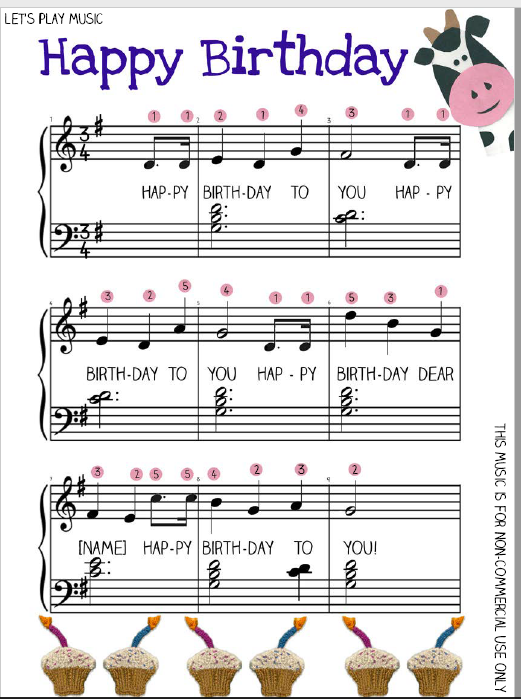 LET'S PLAY MUSIC
Happy Birthday
1 1 2 1 4 3 1 1
HAP-PY BIRTH-DAY TO YOU HAP - PY
3 2 5 4 1 1 5 3 1
BIRTH-DAY TO YOU HAP - PY BIRTH-DAY DEAR
3 2 5 5 4 2 3 2
[NAME] HAP-PY BIRTH-DAY TO YOU!
THIS MUSIC IS FOR NON-COMMERCIAL USE ONLY